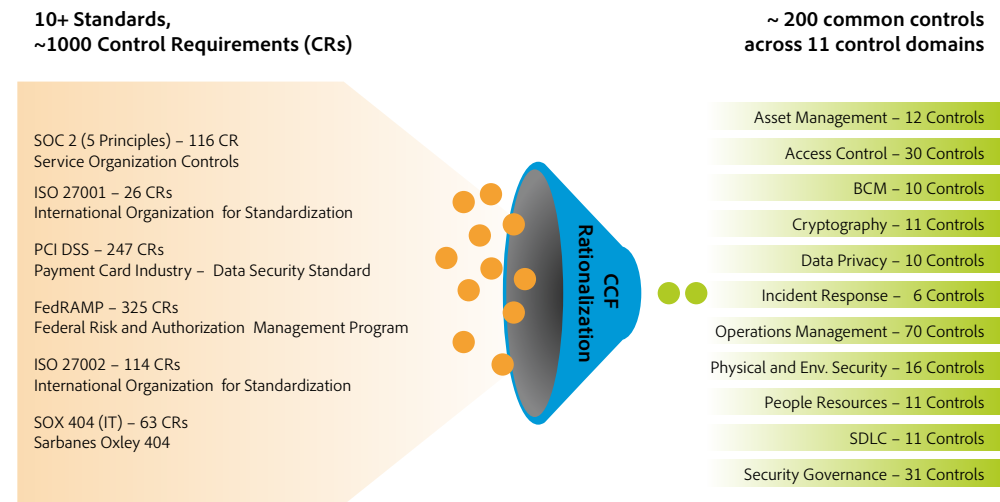 10+ Standards,
~1000 Control Requirements (CRs)
SOC 2 (5 Principles) – 116 CR
Service Organization Controls
ISO 27001 – 26 CRs
International Organization for Standardization
PCI DSS – 247 CRs
Payment Card Industry – Data Security Standard
FedRAMP – 325 CRs
Federal Risk and Authorization Management Program
ISO 27002 – 114 CRs
International Organization for Standardization
SOX 404 (IT) – 63 CRs
Sarbanes Oxley 404
CCF
Rationalization
~ 200 common controls
across 11 control domains
Asset Management – 12 Controls
Access Control – 30 Controls
BCM – 10 Controls
Cryptography – 11 Controls
Data Privacy – 10 Controls
Incident Response – 6 Controls
Operations Management – 70 Controls
Physical and Env. Security – 16 Controls
People Resources – 11 Controls
SDLC – 11 Controls
Security Governance – 31 Controls